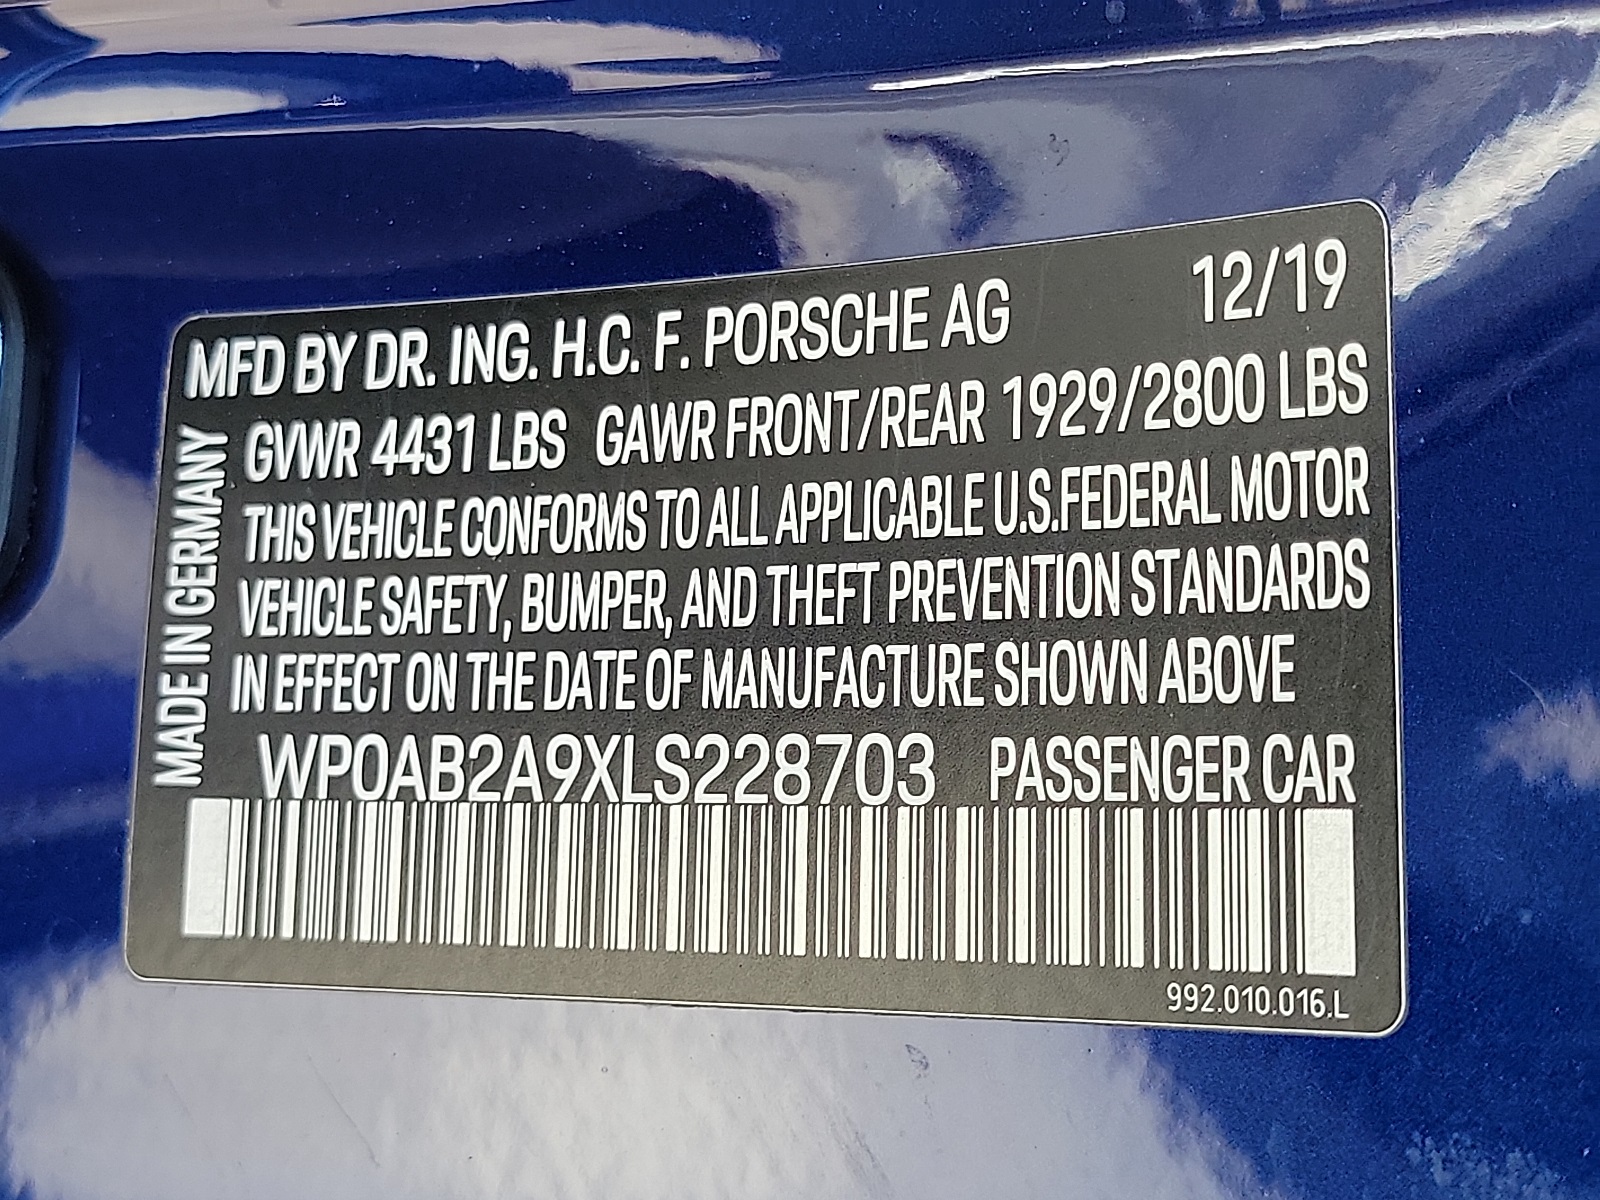 MFD BY DR. ING. H.C. F. PORSCHE AG 12/19
GVWR 4431 LBS GAWR FRONT/REAR 1929/2800 LBS
THIS VEHICLE CONFORMS TO ALL APPLICABLE U.S.FEDERAL MOTOR
VEHICLE SAFETY, BUMPER, AND THEFT PREVENTION STANDARDS
IN EFFECT ON THE DATE OF MANUFACTURE SHOWN ABOVE
WP0AB2A9XLS228703 PASSENGER CAR
MADE IN GERMANY
992.010.016.L